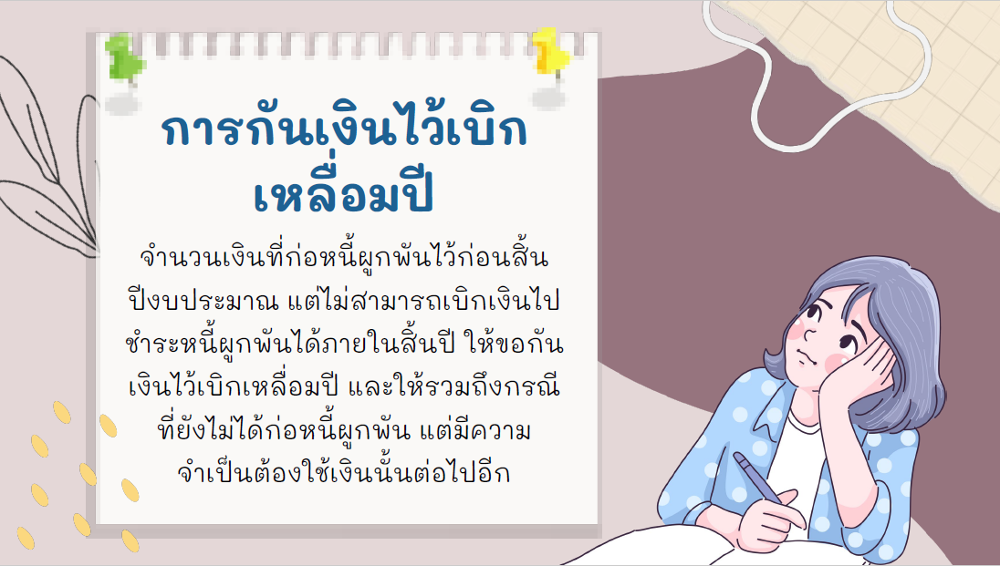 การกันเงินไว้เบิก
เหลื่อมปี
จำนวนเงินที่ก่อหนี้ผูกพันไว้ก่อนสิ้น
ปีงบประมาณ แต่ไม่สามารถเบิกเงินไป
ชำระหนี้ผูกพันได้ภายในสิ้นปี ให้ขอกัน
เงินไว้เบิกเหลื่อมปี และให้รวมถึงกรณี
ที่ยังไม่ได้ก่อหนี้ผูกพัน แต่มีความ
จำเป็นต้องใช้เงินนั้นต่อไปอีก